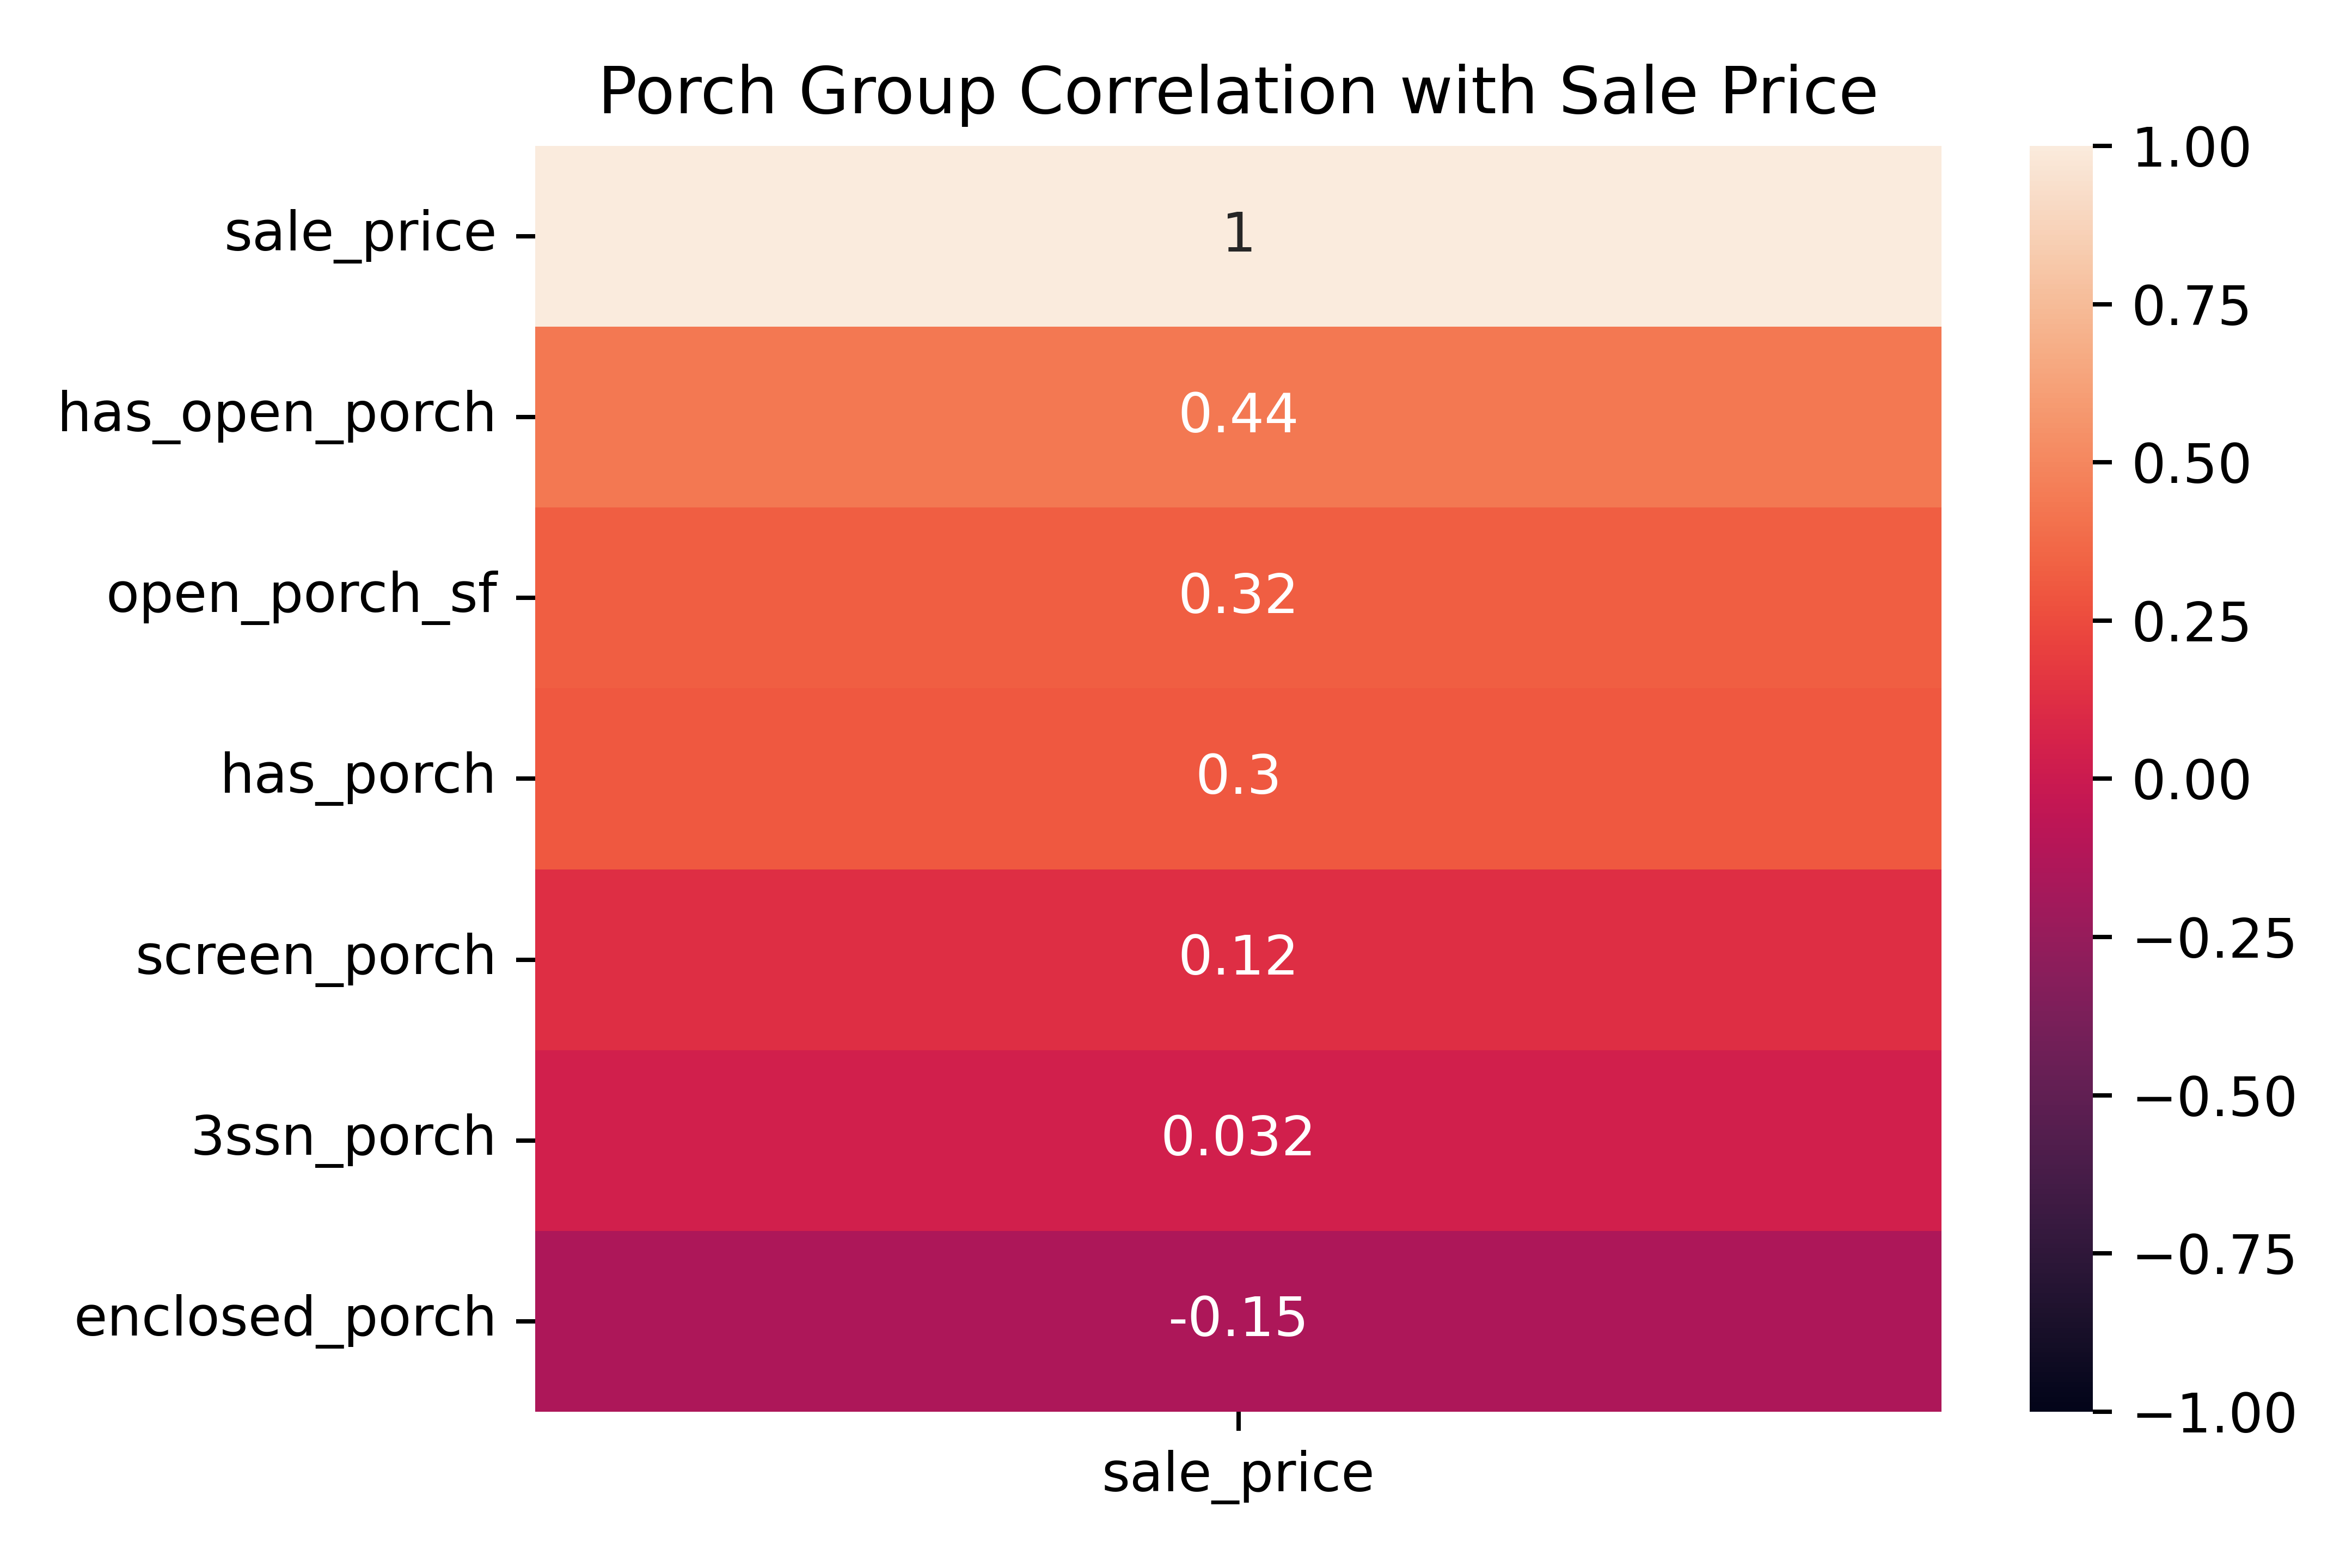 Porch Group Correlation with Sale Price
sale_price
1
has_open_porch
0.44
open_porch_sf
0.32
has_porch
0.3
screen_porch
0.12
3ssn_porch
0.032
enclosed_porch
-0.15
sale_price
1.00
0.75
0.50
0.25
0.00
−0.25
−0.50
−0.75
−1.00